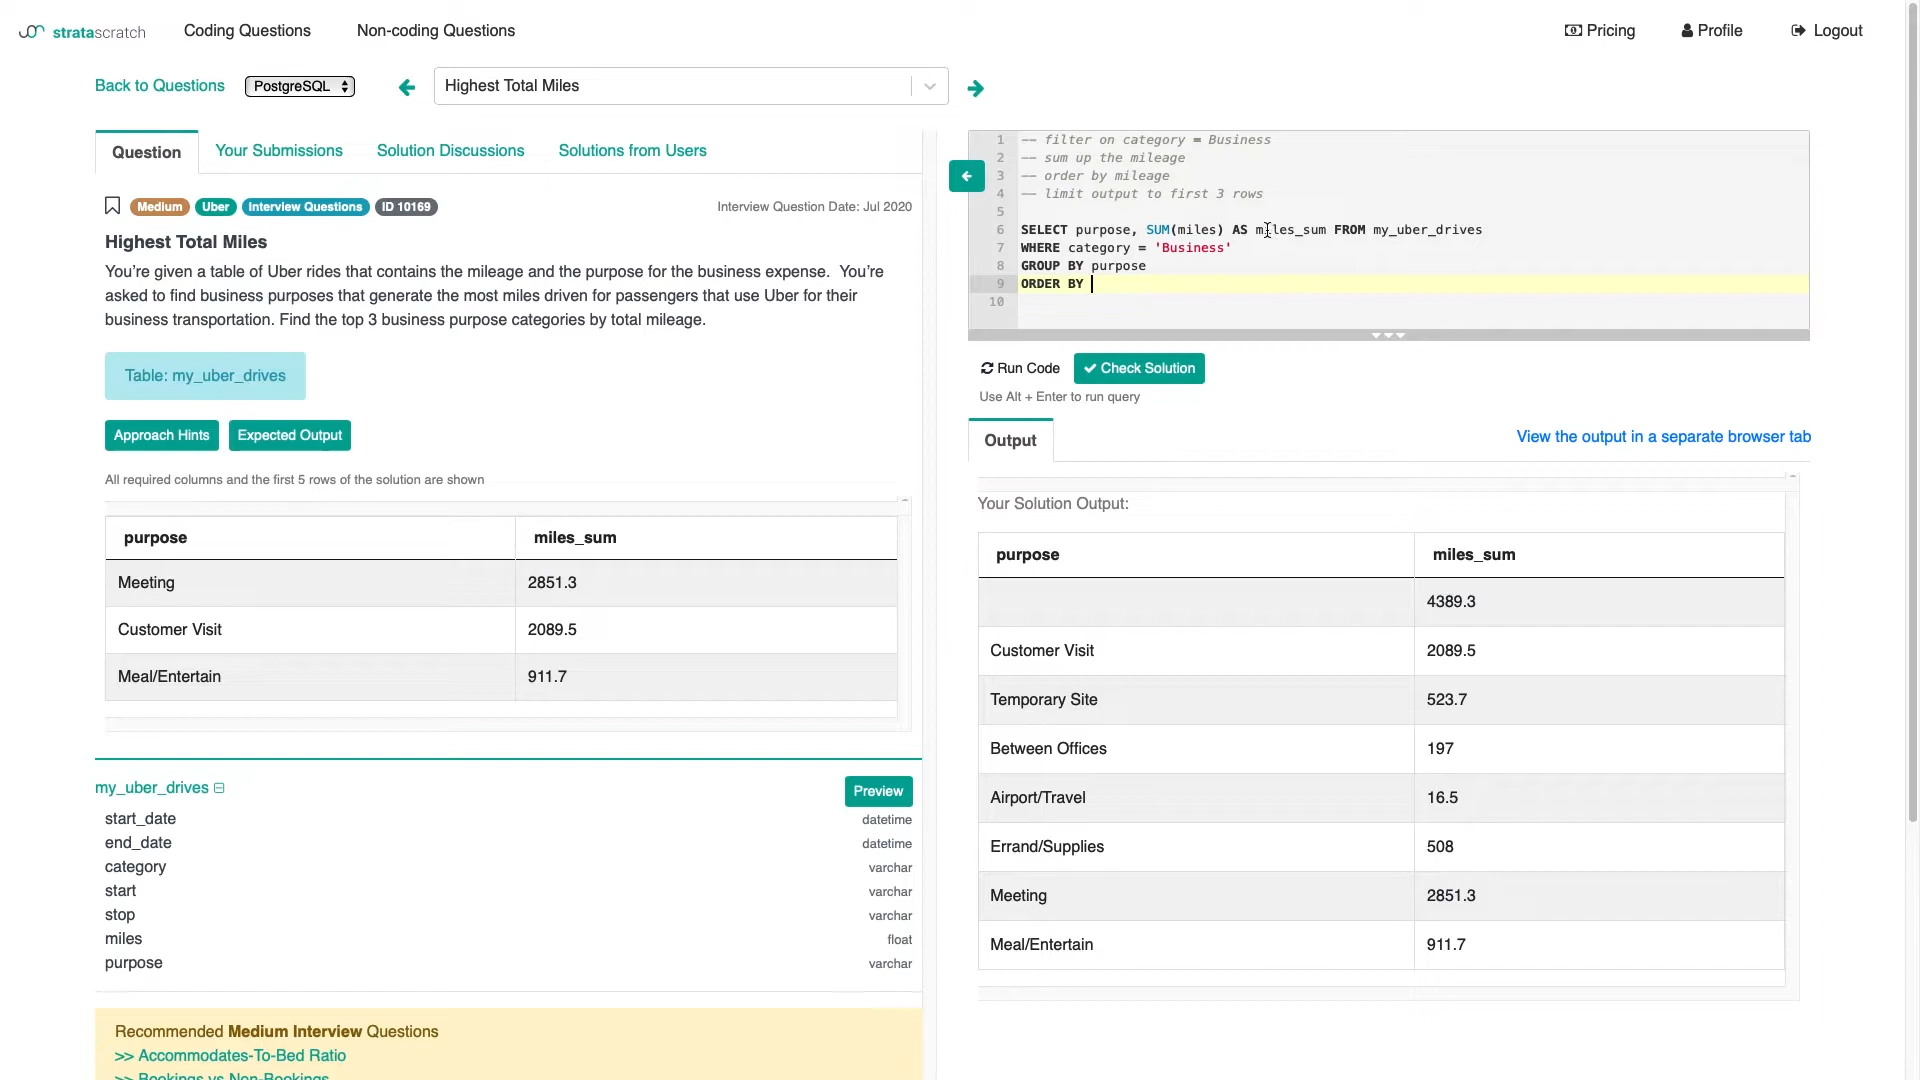 stratascratch
Coding Questions
Non-coding Questions
Pricing
Profile
Logout
Back to Questions
PostgreSQL
Highest Total Miles
Question
Your Submissions
Solution Discussions
Solutions from Users
Medium
Uber
Interview Questions
ID 10169
Interview Question Date: Jul 2020
Highest Total Miles
You're given a table of Uber rides that contains the mileage and the purpose for the business expense. You're
asked to find business purposes that generate the most miles driven for passengers that use Uber for their
business transportation. Find the top 3 business purpose categories by total mileage.
Table: my_uber_drives
Approach Hints
Expected Output
All required columns and the first 5 rows of the solution are shown
purpose miles_sum
Meeting 2851.3
Customer Visit 2089.5
Meal/Entertain 911.7
my_uber_drives
Preview
start_date datetime
end_date datetime
category varchar
start varchar
stop varchar
miles float
purpose varchar
Recommended Medium Interview Questions
>> Accommodates-To-Bed Ratio
>> Bookings vs Non-Bookings
1 -- filter on category = Business
2 -- sum up the mileage
3 -- order by mileage
4 -- limit output to first 3 rows
5
6 SELECT purpose, SUM(miles) AS miles_sum FROM my_uber_drives
7 WHERE category = 'Business'
8 GROUP BY purpose
9 ORDER BY
10
Run Code
Check Solution
Use Alt + Enter to run query
Output
View the output in a separate browser tab
Your Solution Output:
purpose miles_sum
4389.3
Customer Visit 2089.5
Temporary Site 523.7
Between Offices 197
Airport/Travel 16.5
Errand/Supplies 508
Meeting 2851.3
Meal/Entertain 911.7